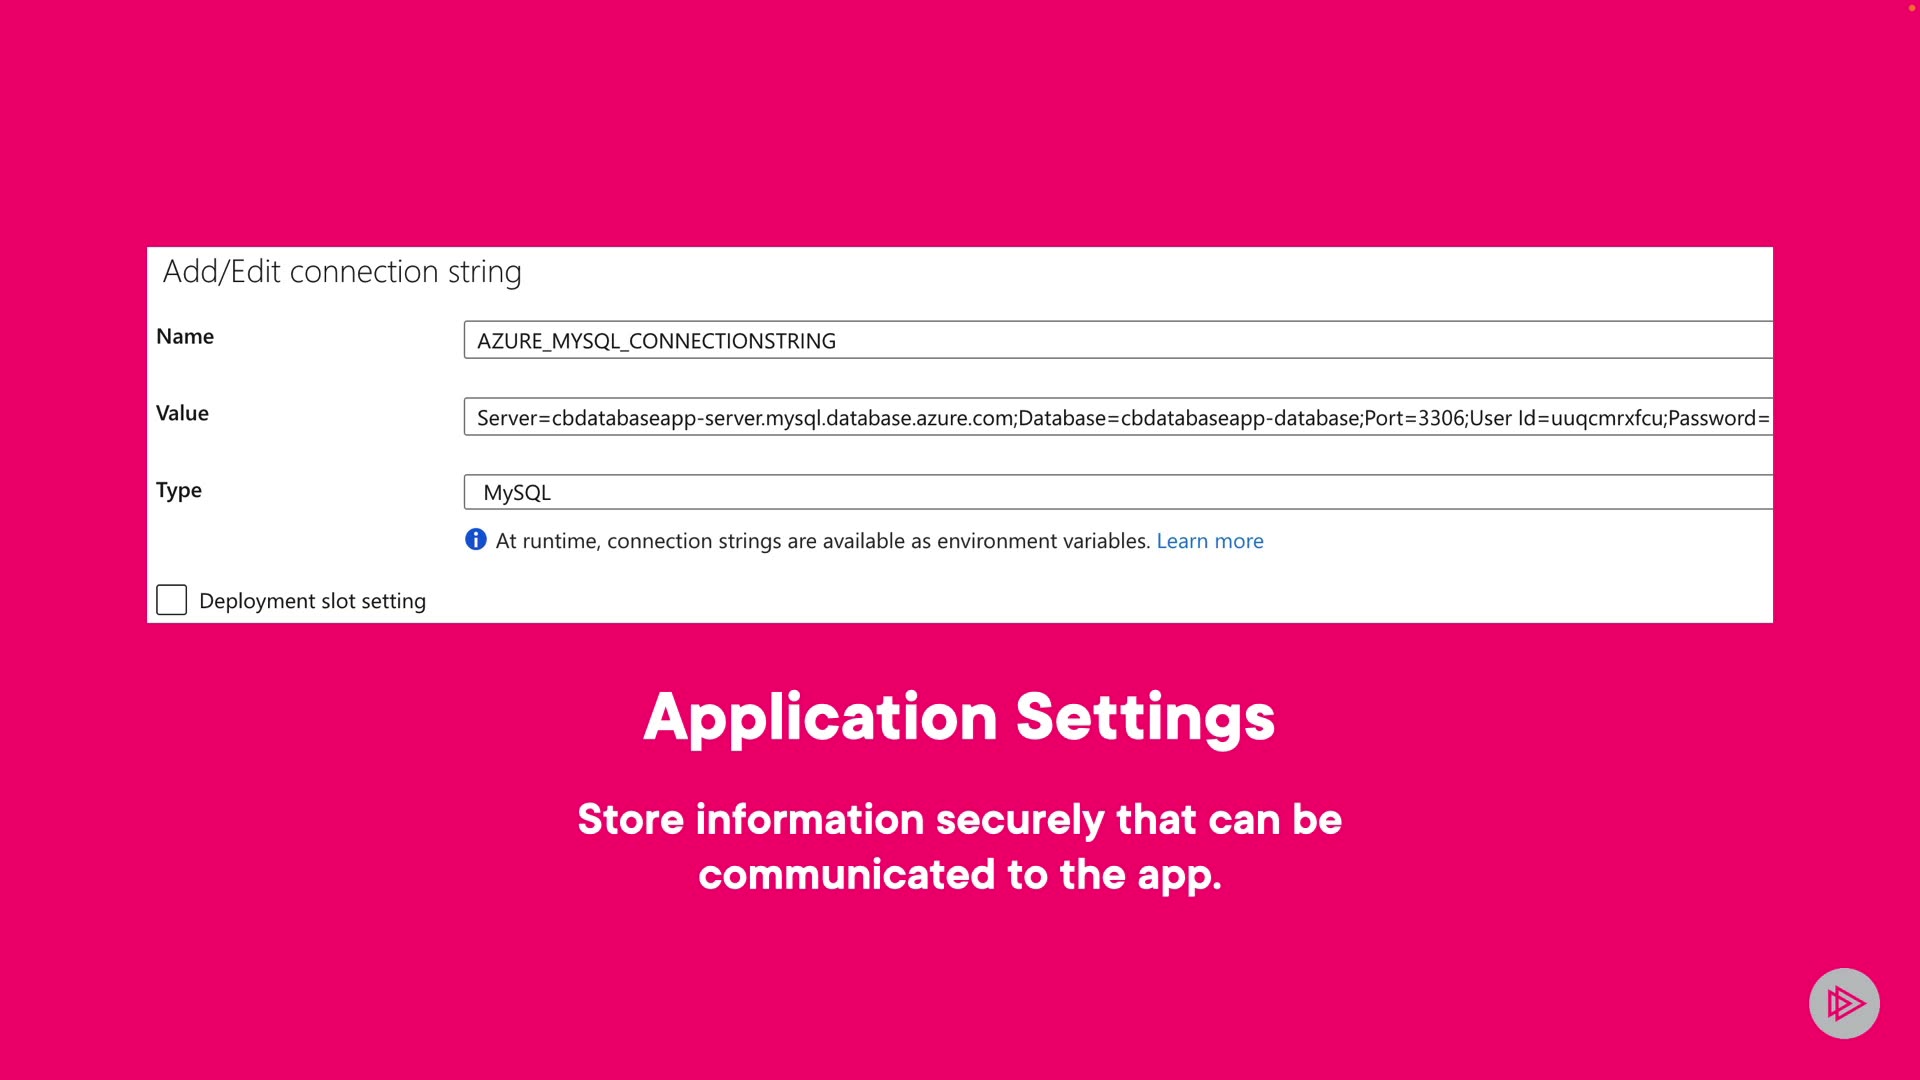 Add/Edit connection string
Name
AZURE_MYSQL_CONNECTIONSTRING
Value
Server=cbdatabaseapp-server.mysql.database.azure.com;Database=cbdatabaseapp-database;Port=3306;User Id=uuqcmrxfcu;Password=
Type
MySQL
At runtime, connection strings are available as environment variables. Learn more
Deployment slot setting
Application Settings
Store information securely that can be
communicated to the app.